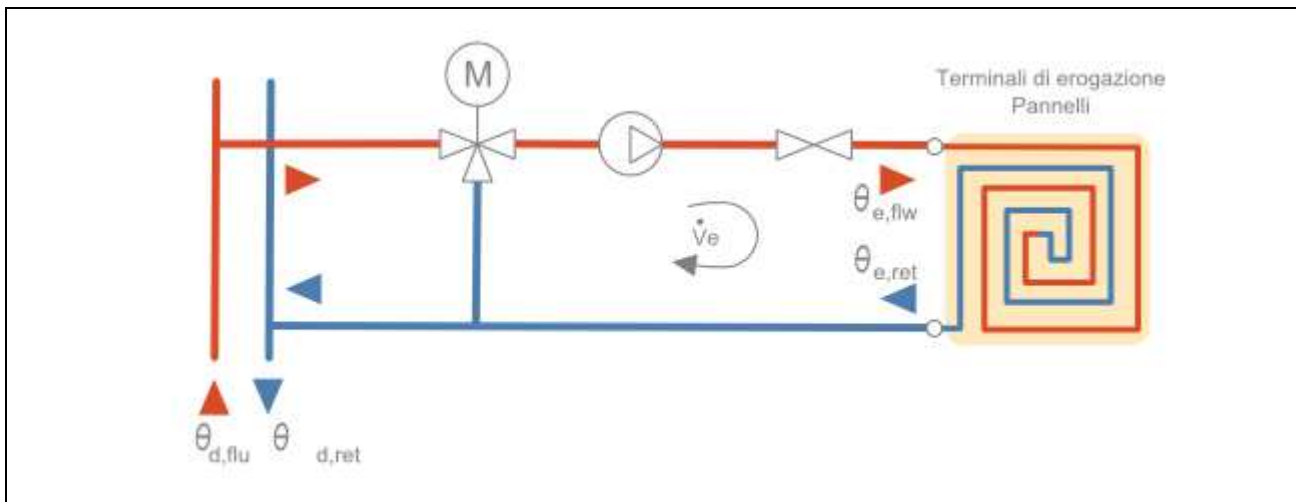 M
Terminali di erogazione
Pannelli
θe,flw
V̇e
θe,ret
θd,flu θ d,ret